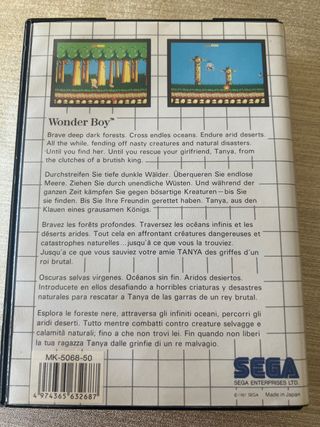 Wonder Boy™
Brave deep dark forests. Cross endles oceans. Endure arid deserts.
All the while, fending off nasty creatures and natural disasters.
Until you find her. Until you rescue your girlfriend, Tanya, from
the clutches of a brutish king.
Durchstreifen Sie tiefe dunkle Wälder. Überqueren Sie endlose
Meere. Ziehen Sie durch unendliche Wüsten. Und während der
ganzen Zeit kämpfen Sie gegen bösartige Kreaturen—bis Sie
sie finden. Bis Sie Ihre Freundin gerettet haben. Tanya, aus den
Klauen eines grausamen Königs.
Bravez les forêts profondes. Traversez les océans infinis et les
déserts arides. Tout cela en affrontant créatures dangereuses et
catastrophes naturelles...jusqu'à ce que vous la trouviez.
Jusqu'à ce que vous sauviez votre amie TANYA des griffes d'un
roi brutal.
Oscuras selvas virgenes. Océanos sin fin. Aridos desiertos.
Introducete en ellos desafiando a horribles criaturas y desastres
naturales para rescatar a Tanya de las garras de un rey brutal.
Esplora le foreste nere, attraversa gli infiniti oceani, percorri gli
aridi deserti. Tutto mentre combatti contro creature selvagge e
calamità naturali, fino a che non trovi lei. Fin quando non liberi
la tua ragazza Tanya dalle grinfie di un re malvagio.
MK-5068-50
4 974365 632687
SEGA
SEGA ENTERPRISES LTD.
SEGA
Made in Japan